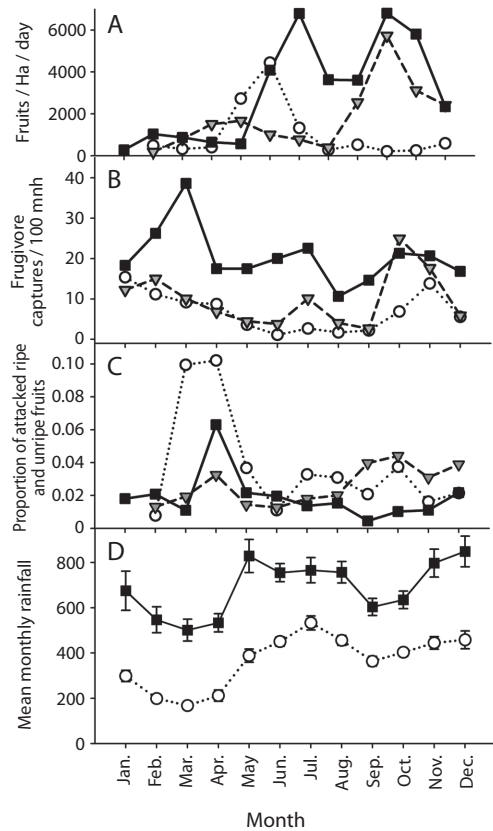 A
Fruits / Ha / day
6000
4000
2000
0
B
Frugivore
captures / 100 mnh
40
30
20
10
0
C
Proportion of attacked ripe
and unripe fruits
0.10
0.08
0.06
0.04
0.02
0
D
Mean monthly rainfall
800
600
400
200
0
Jan.
Feb.
Mar.
Apr.
May
Jun.
Jul.
Aug.
Sep.
Oct.
Nov.
Dec.
Month